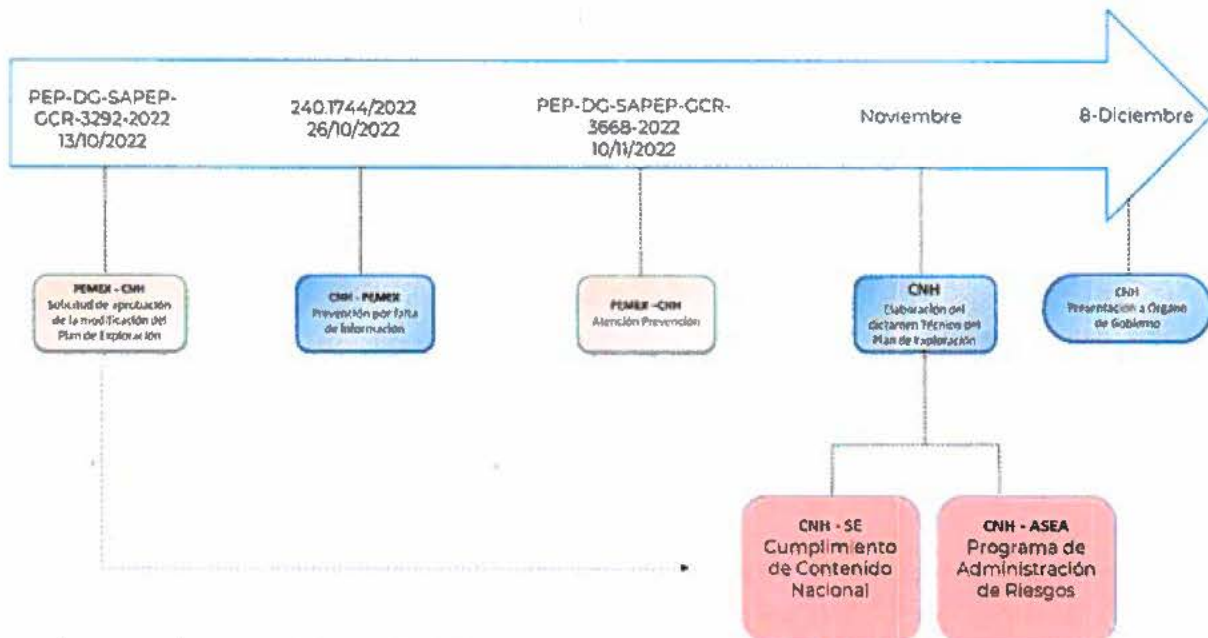 PEP-DG-SAPEP-
GCR-3292-2022
13/10/2022
240.1744/2022
26/10/2022
PEP-DG-SAPEP-GCR-
3668-2022
10/11/2022
Noviembre
8-Diciembre
PEMEX - CNH
Solicitud de aprobación
de la modificación del
Plan de Exploración
CNH - PEMEX
Prevención por falta
de Información
PEMEX -CNH
Atención Prevención
CNH
Elaboración del
dictamen Técnico del
Plan de Exploración
CNH
Presentación a Órgano
de Gobierno
CNH - SE
Cumplimiento
de Contenido
Nacional
CNH - ASEA
Programa de
Administración
de Riesgos